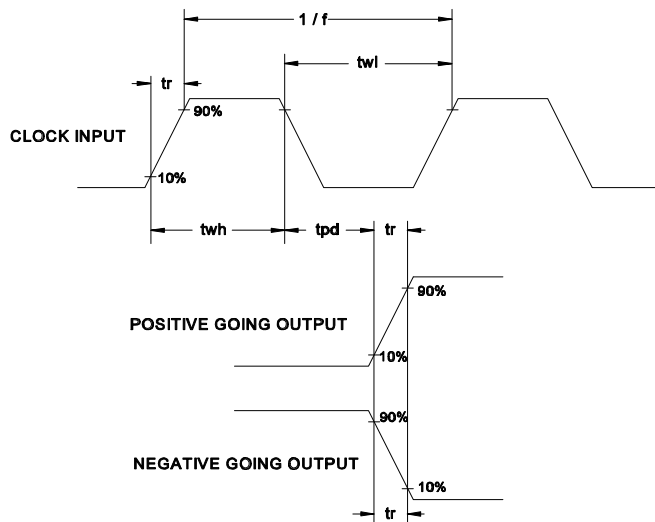 1 / f
twl
tr
90%
CLOCK INPUT
10%
twh tpd tr
90%
POSITIVE GOING OUTPUT
10%
90%
NEGATIVE GOING OUTPUT
10%
tr